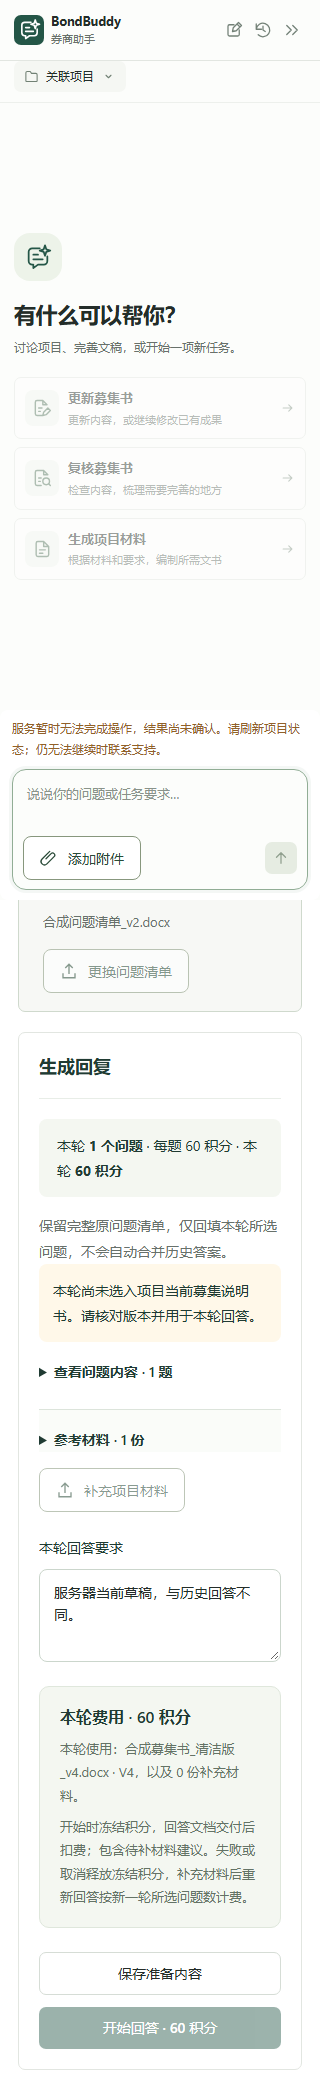 BondBuddy
券商助手
关联项目
有什么可以帮你?
讨论项目、完善文稿，或开始一项新任务。
更新募集书
更新内容，或继续修改已有成果
复核募集书
检查内容，梳理需要完善的地方
生成项目材料
根据材料和要求，编制所需文书
服务暂时无法完成操作，结果尚未确认。请刷新项目状
态；仍无法继续时联系支持。
说说你的问题或任务要求...
添加附件
合成问题清单_v2.docx
更换问题清单
生成回复
本轮 1 个问题 · 每题 60 积分 · 本
轮 60 积分
保留完整原问题清单，仅回填本轮所选
问题，不会自动合并历史答案。
本轮尚未选入项目当前募集说明
书。请核对版本并用于本轮回答。
查看问题内容 · 1 题
参考材料 · 1 份
补充项目材料
本轮回答要求
服务器当前草稿，与历史回答不
同。
本轮费用 · 60 积分
本轮使用：合成募集书_清洁版
_v4.docx · V4，以及 0 份补充材
料。
开始时冻结积分，回答文档交付后
扣费；包含待补材料建议。失败或
取消释放冻结积分，补充材料后重
新回答按新一轮所选问题数计费。
保存准备内容
开始回答 · 60 积分